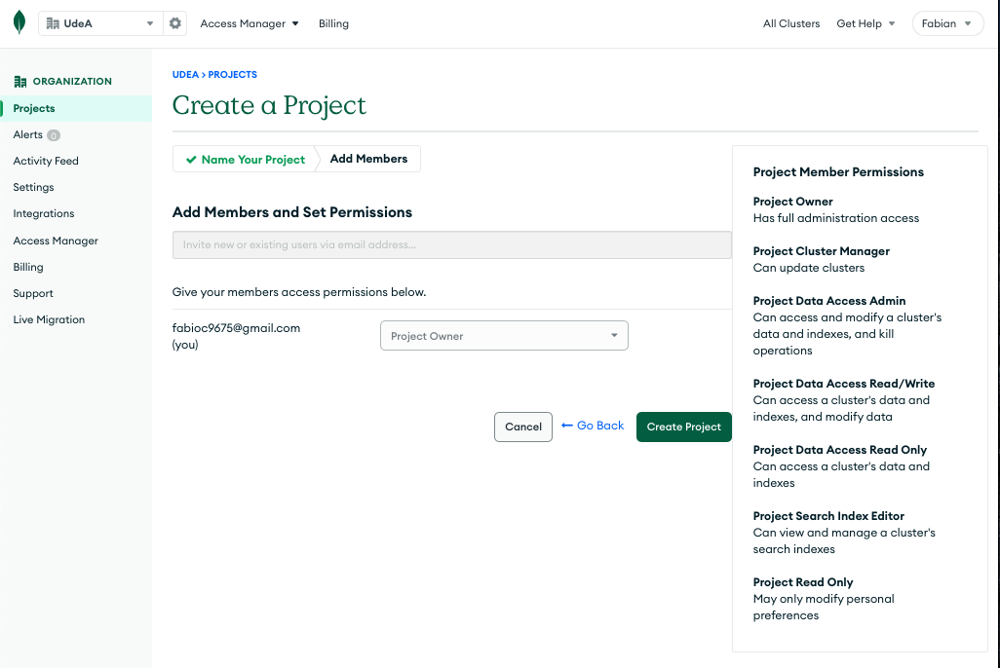 UdeA
Access Manager
Billing
All Clusters
Get Help
Fabian
ORGANIZATION
Projects
Alerts 0
Activity Feed
Settings
Integrations
Access Manager
Billing
Support
Live Migration
UDEA > PROJECTS
Create a Project
Name Your Project
Add Members
Add Members and Set Permissions
Invite new or existing users via email address...
Give your members access permissions below.
fabioc9675@gmail.com
(you)
Project Owner
Cancel
Go Back
Create Project
Project Member Permissions
Project Owner
Has full administration access
Project Cluster Manager
Can update clusters
Project Data Access Admin
Can access and modify a cluster's
data and indexes, and kill
operations
Project Data Access Read/Write
Can access a cluster's data and
indexes, and modify data
Project Data Access Read Only
Can access a cluster's data and
indexes
Project Search Index Editor
Can view and manage a cluster's
search indexes
Project Read Only
May only modify personal
preferences